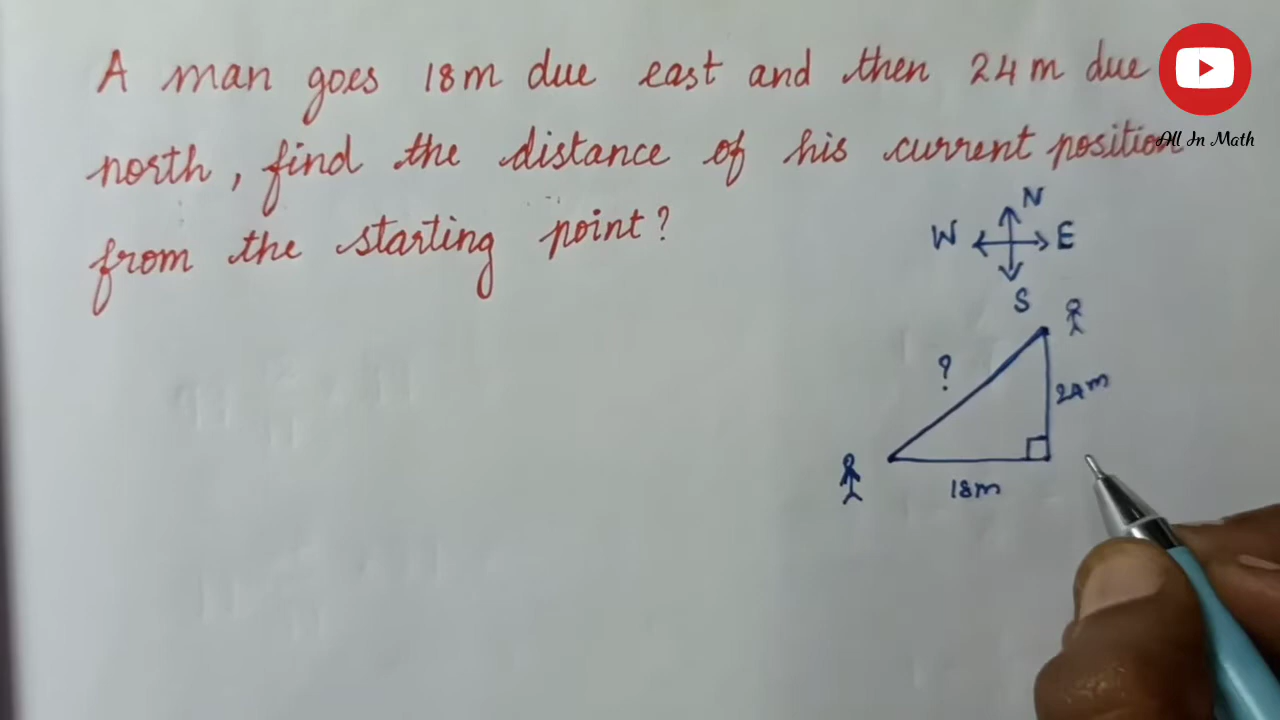 A man goes 18m due east and then 24m due
north, find the distance of his current position
from the starting point?
All In Math
N
W E
S
?
24m
18m